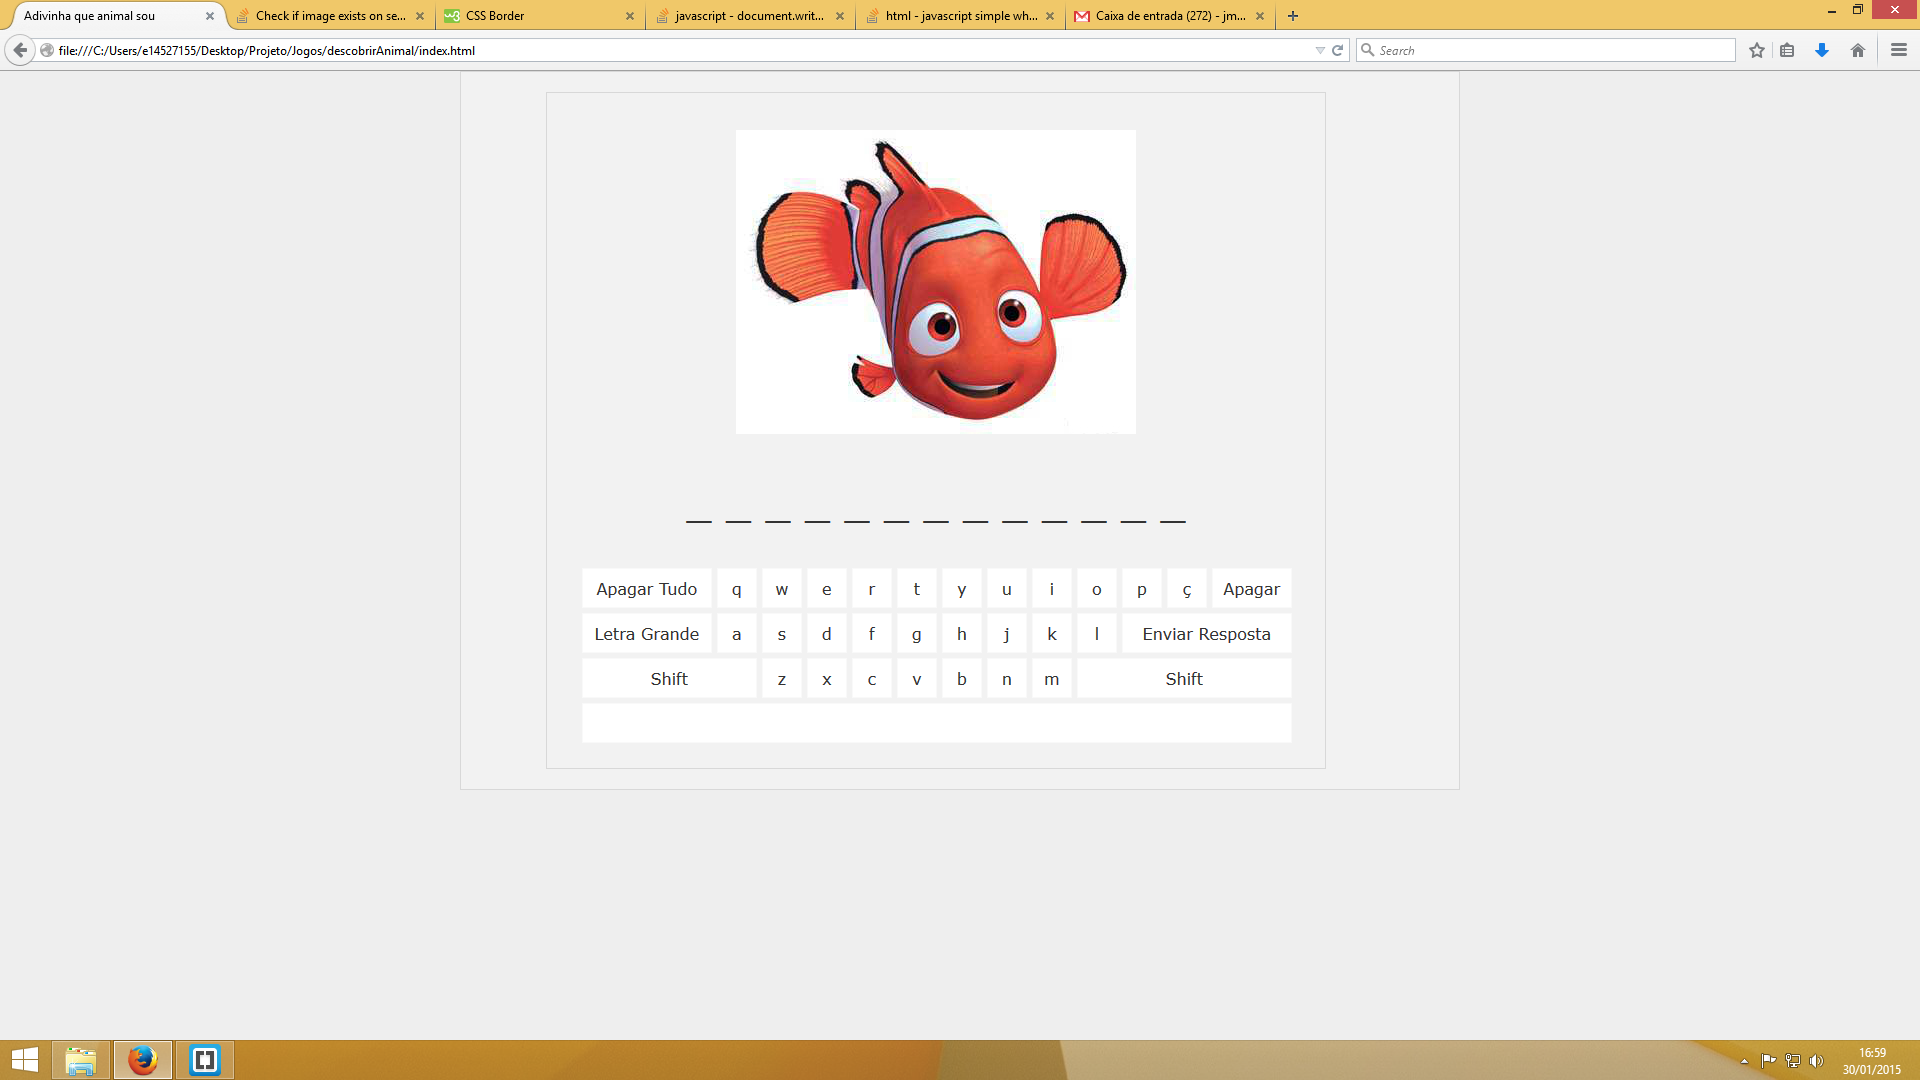 Adivinha que animal sou
Check if image exists on se...
CSS Border
javascript - document.writ...
html - javascript simple wh...
Caixa de entrada (272) - jm...
file:///C:/Users/e14527155/Desktop/Projeto/Jogos/descobrirAnimal/index.html
Search
Apagar Tudo q w e r t y u i o p ç Apagar
Letra Grande a s d f g h j k l Enviar Resposta
Shift z x c v b n m Shift
16:59
30/01/2015